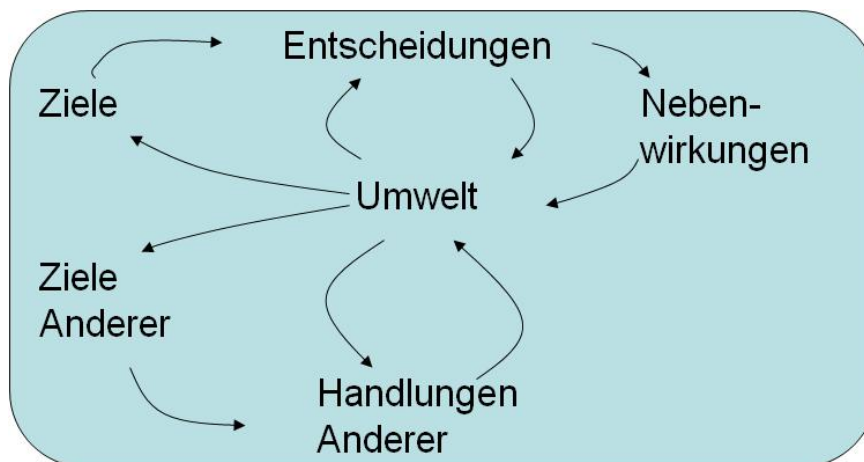 Entscheidungen
Ziele
Neben-
wirkungen
Umwelt
Ziele
Anderer
Handlungen
Anderer